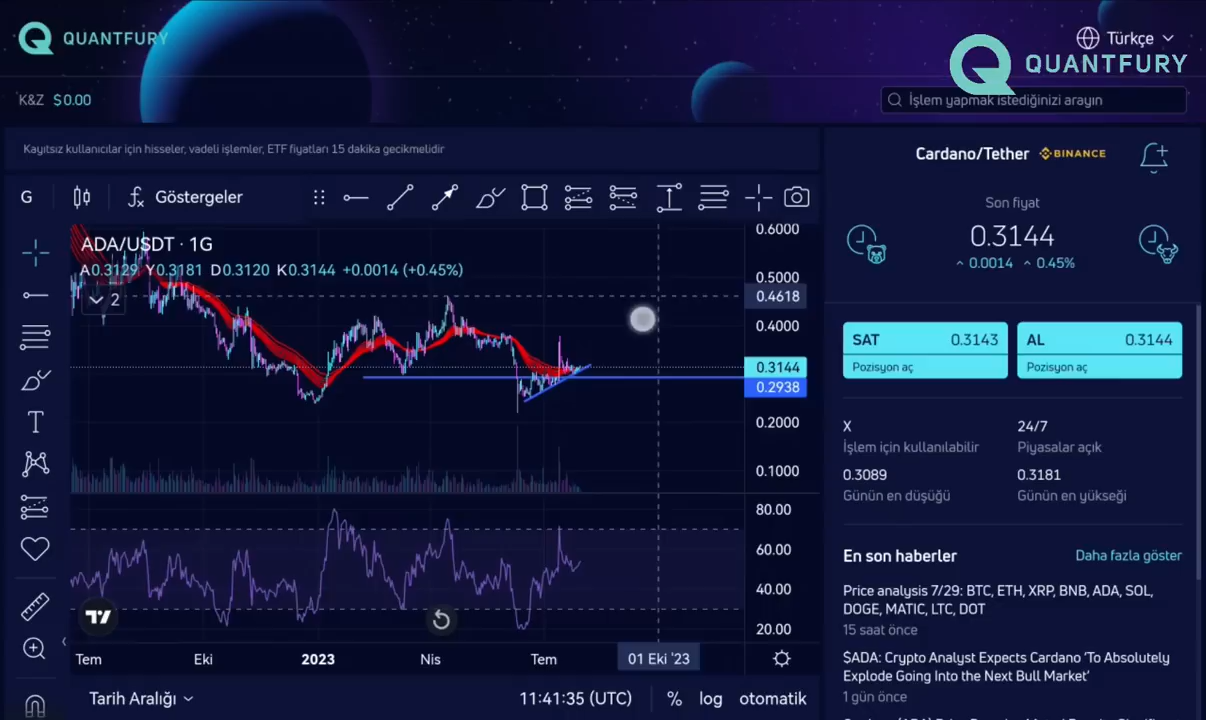 QUANTFURY
Türkçe
QUANTFURY
K&Z $0.00
İşlem yapmak istediğinizi arayın
Kayıtsız kullanıcılar için hisseler, vadeli işlemler, ETF fiyatları 15 dakika gecikmelidir
Cardano/Tether BINANCE
G
Göstergeler
Son fiyat
0.3144
0.0014 0.45%
ADA/USDT · 1G
A0.3129 Y0.3181 D0.3120 K0.3144 +0.0014 (+0.45%)
2
0.6000
0.5000
0.4618
0.4000
0.3144
0.2938
0.2000
0.1000
80.00
60.00
40.00
20.00
SAT 0.3143
Pozisyon aç
AL 0.3144
Pozisyon aç
X
İşlem için kullanılabilir
24/7
Piyasalar açık
0.3089
Günün en düşüğü
0.3181
Günün en yükseği
En son haberler
Daha fazla göster
Price analysis 7/29: BTC, ETH, XRP, BNB, ADA, SOL,
DOGE, MATIC, LTC, DOT
15 saat önce
$ADA: Crypto Analyst Expects Cardano ‘To Absolutely
Explode Going Into the Next Bull Market’
1 gün önce
T
Tem Eki 2023 Nis Tem 01 Eki '23
Tarih Aralığı
11:41:35 (UTC)
% log otomatik